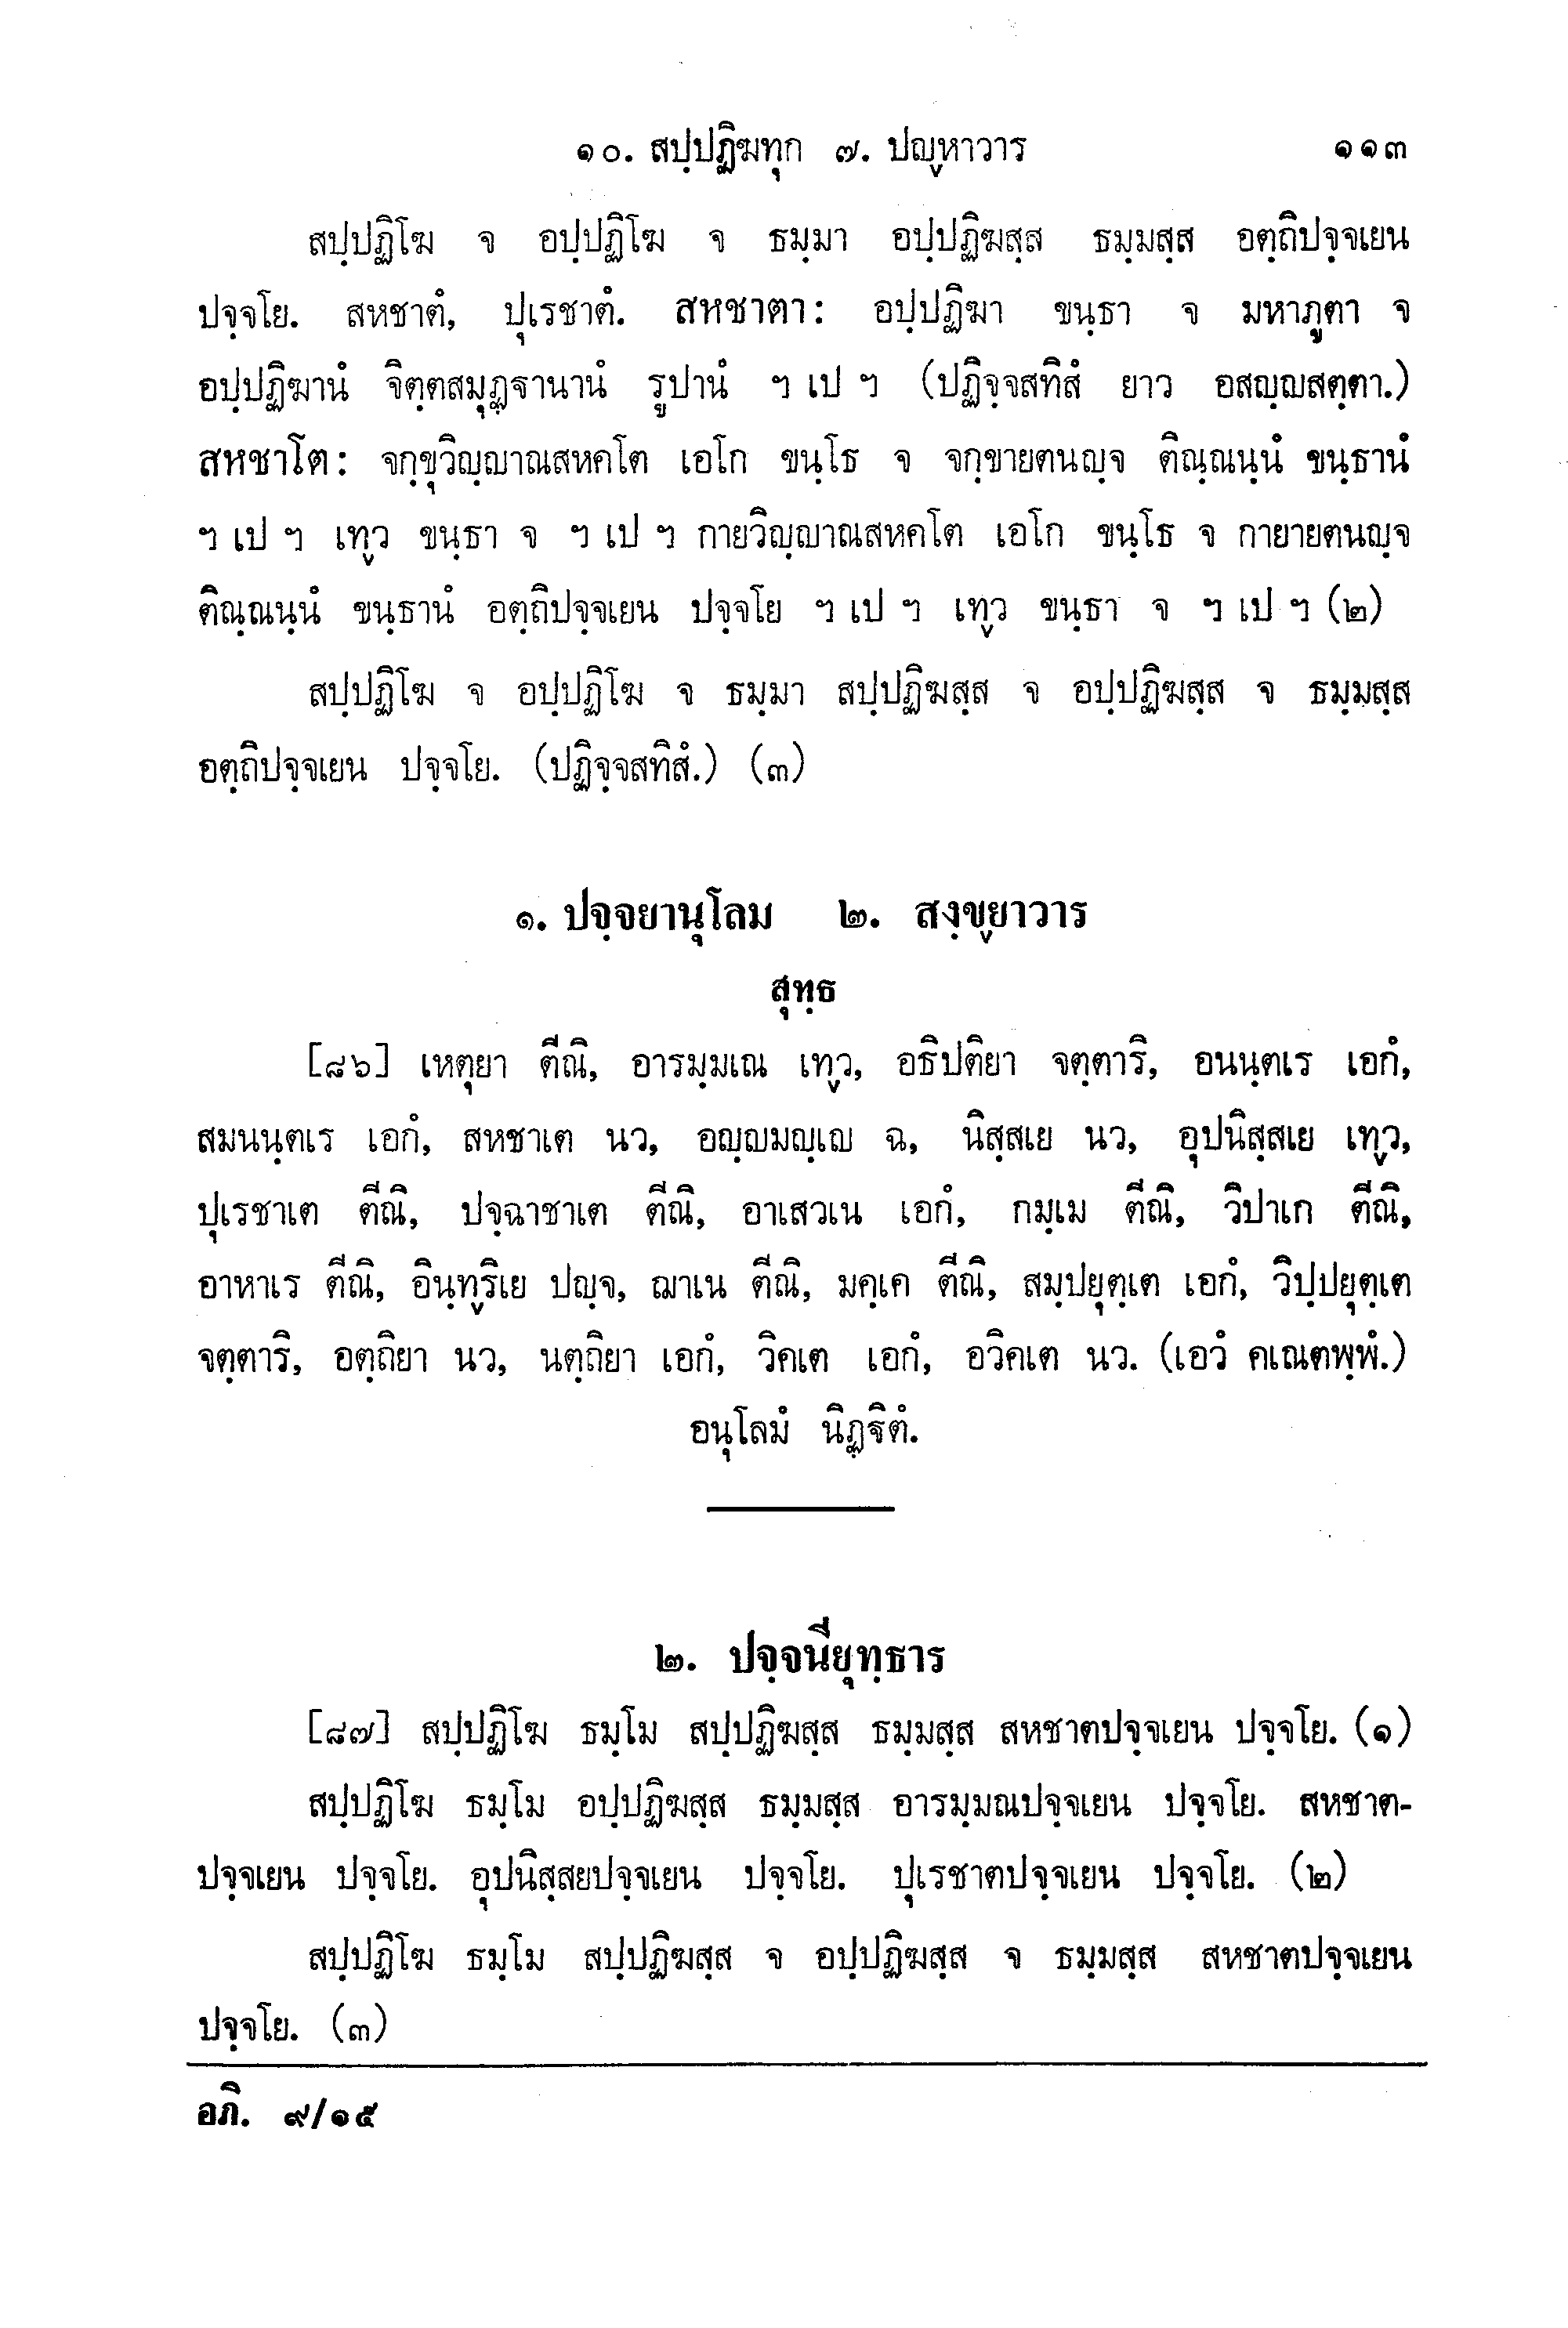 ๑๐. สปฺปฏิฆทุก ๗. ปญฺหาวาร ๑๑๓
สปฺปฏิโฆ จ อปฺปฏิโฆ จ ธมฺมา อปฺปฏิฆสฺส ธมฺมสฺส อตฺถิปจฺจเยน
ปจฺจโย. สหชาตํ, ปุเรชาตํ. สหชาตา: อปฺปฏิฆา ขนฺธา จ มหาภูตา จ
อปฺปฏิฆานํ จิตฺตสมุฏฺฐานานํ รูปานํ ฯ เป ฯ (ปฏิจฺจสทิสํ ยาว อสญฺญสตฺตา.)
สหชาโต: จกฺขุวิญฺญาณสหคโต เอโก ขนฺโธ จ จกฺขายตนญฺจ ติณฺณนฺนํ ขนฺธานํ
ฯ เป ฯ เทฺว ขนฺธา จ ฯ เป ฯ กายวิญฺญาณสหคโต เอโก ขนฺโธ จ กายายตนญฺจ
ติณฺณนฺนํ ขนฺธานํ อตฺถิปจฺจเยน ปจฺจโย ฯ เป ฯ เทฺว ขนฺธา จ ฯ เป ฯ (๒)
สปฺปฏิโฆ จ อปฺปฏิโฆ จ ธมฺมา สปฺปฏิฆสฺส จ อปฺปฏิฆสฺส จ ธมฺมสฺส
อตฺถิปจฺจเยน ปจฺจโย. (ปฏิจฺจสทิสํ.) (๓)
๑. ปจฺจยานุโลม ๒. สงฺขฺยาวาร
สุทฺธ
[๘๖] เหตุยา ตีณิ, อารมฺมเณ เทฺว, อธิปติยา จตฺตาริ, อนนฺตเร เอกํ,
สมนนฺตเร เอกํ, สหชาเต นว, อญฺญมญฺเญ ฉ, นิสฺสเย นว, อุปนิสฺสเย เทฺว,
ปุเรชาเต ตีณิ, ปจฺฉาชาเต ตีณิ, อาเสวเน เอกํ, กมฺเม ตีณิ, วิปาเก ตีณิ,
อาหาเร ตีณิ, อินฺทฺริเย ปญฺจ, ฌาเน ตีณิ, มคฺเค ตีณิ, สมฺปยุตฺเต เอกํ, วิปฺปยุตฺเต
จตฺตาริ, อตฺถิยา นว, นตฺถิยา เอกํ, วิคเต เอกํ, อวิคเต นว. (เอวํ คเณตพฺพํ.)
อนุโลมํ นิฏฺฐิตํ.
๒. ปจฺจนียุทฺธาร
[๘๗] สปฺปฏิโฆ ธมฺโม สปฺปฏิฆสฺส ธมฺมสฺส สหชาตปจฺจเยน ปจฺจโย. (๑)
สปฺปฏิโฆ ธมฺโม อปฺปฏิฆสฺส ธมฺมสฺส อารมฺมณปจฺจเยน ปจฺจโย. สหชาต-
ปจฺจเยน ปจฺจโย. อุปนิสฺสยปจฺจเยน ปจฺจโย. ปุเรชาตปจฺจเยน ปจฺจโย. (๒)
สปฺปฏิโฆ ธมฺโม สปฺปฏิฆสฺส จ อปฺปฏิฆสฺส จ ธมฺมสฺส สหชาตปจฺจเยน
ปจฺจโย. (๓)
อภิ. ๙/๑๕